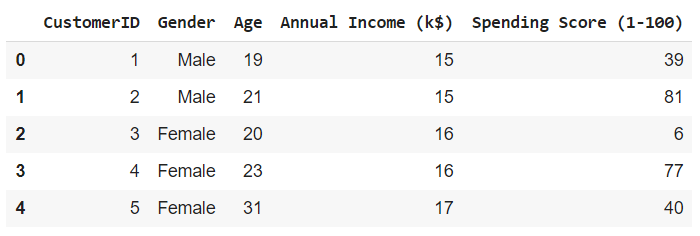 CustomerID Gender Age Annual Income (k$) Spending Score (1-100)
0 1 Male 19 15 39
1 2 Male 21 15 81
2 3 Female 20 16 6
3 4 Female 23 16 77
4 5 Female 31 17 40